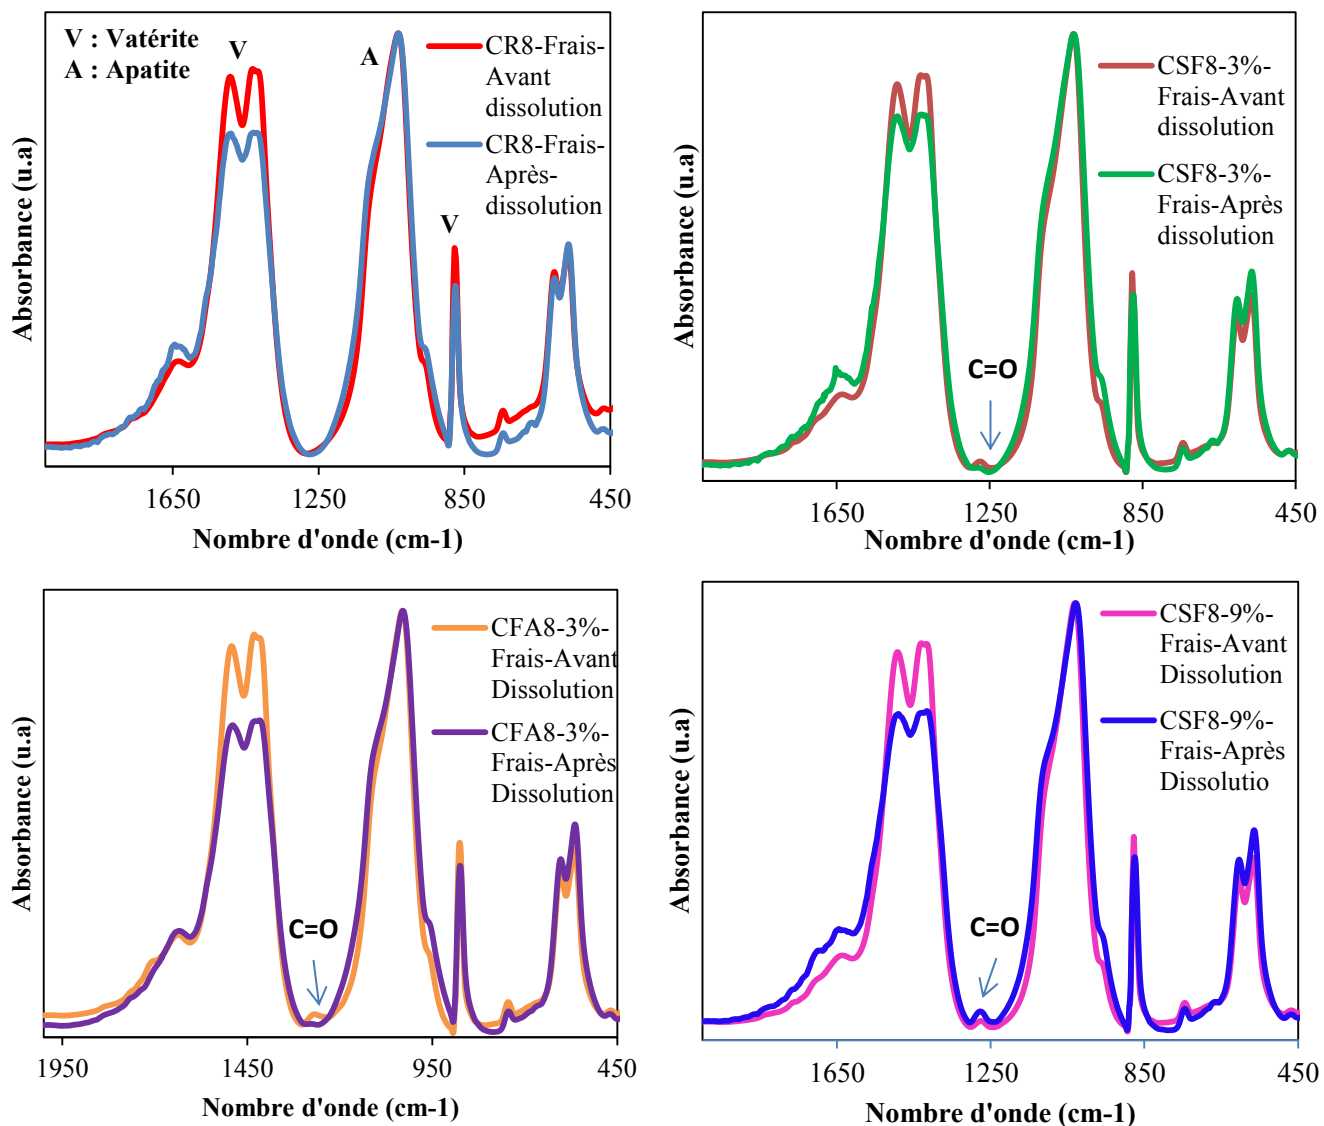 V : Vatérite
A : Apatite
V
A
V
CR8-Frais-
Avant
dissolution
CR8-Frais-
Après-
dissolution
Absorbance (u.a)
1650
1250
850
450
Nombre d'onde (cm-1)
CSF8-3%-
Frais-Avant
dissolution
CSF8-3%-
Frais-Après
dissolution
C=O
Absorbance (u.a)
1650
1250
850
450
Nombre d'onde (cm-1)
CFA8-3%-
Frais-Avant
Dissolution
CFA8-3%-
Frais-Après
Dissolution
C=O
Absorbance (u.a)
1950
1450
950
450
Nombre d'onde (cm-1)
CSF8-9%-
Frais-Avant
Dissolution
CSF8-9%-
Frais-Après
Dissolutio
C=O
Absorbance (u.a)
1650
1250
850
450
Nombre d'onde (cm-1)